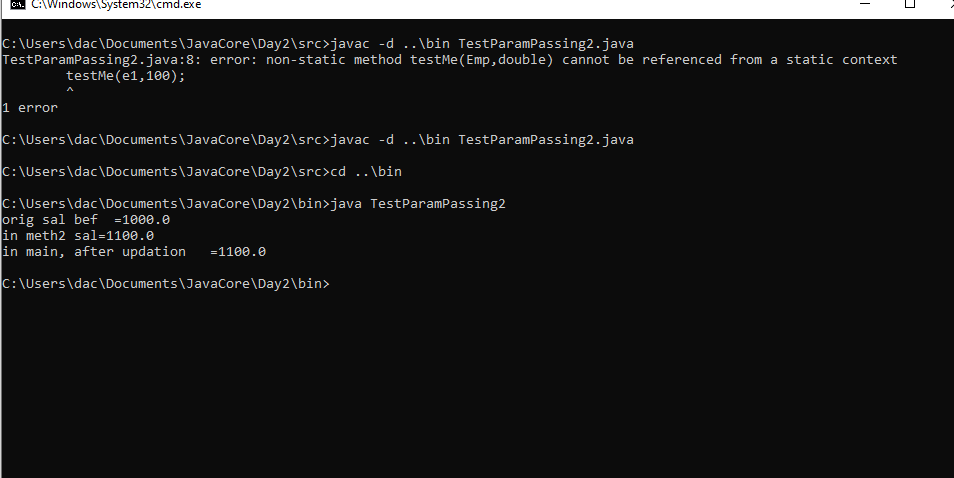 C:\Windows\System32\cmd.exe
C:\Users\dac\Documents\JavaCore\Day2\src>javac -d ..\bin TestParamPassing2.java
TestParamPassing2.java:8: error: non-static method testMe(Emp,double) cannot be referenced from a static context
        testMe(e1,100);
        ^
1 error
C:\Users\dac\Documents\JavaCore\Day2\src>javac -d ..\bin TestParamPassing2.java
C:\Users\dac\Documents\JavaCore\Day2\src>cd ..\bin
C:\Users\dac\Documents\JavaCore\Day2\bin>java TestParamPassing2
orig sal bef  =1000.0
in meth2 sal=1100.0
in main, after updation   =1100.0
C:\Users\dac\Documents\JavaCore\Day2\bin>